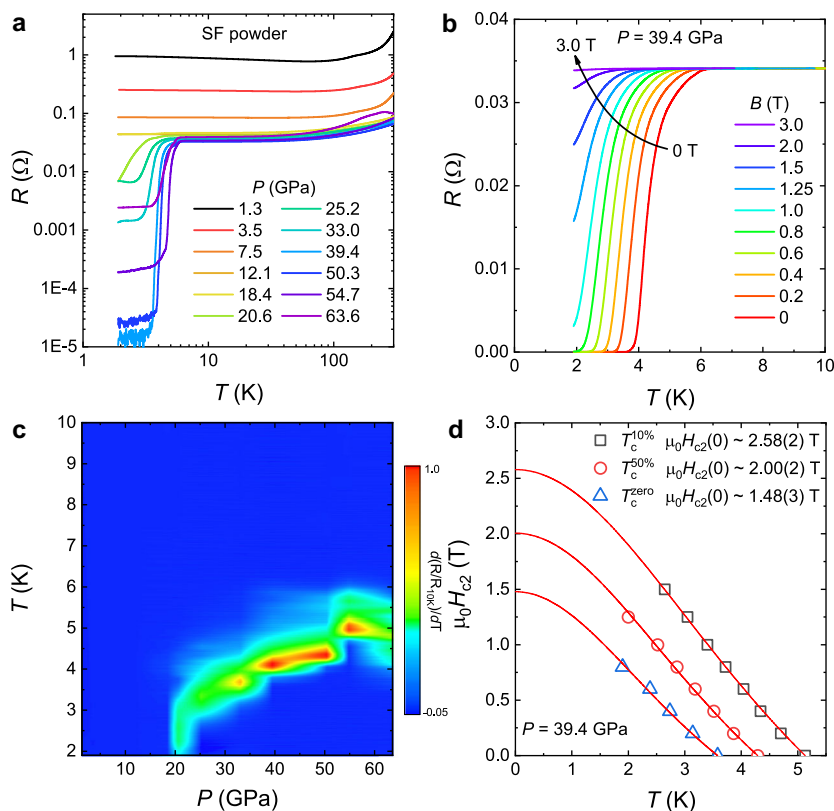 a
SF powder
R (Ω)
1
0.1
0.01
0.001
1E-4
1E-5
P (GPa)
1.3
3.5
7.5
12.1
18.4
20.6
25.2
33.0
39.4
50.3
54.7
63.6
1 10 100
T (K)
b
P = 39.4 GPa
3.0 T
0 T
R (Ω)
0.04
0.03
0.02
0.01
0.00
B (T)
3.0
2.0
1.5
1.25
1.0
0.8
0.6
0.4
0.2
0
0 2 4 6 8 10
T (K)
c
T (K)
10
9
8
7
6
5
4
3
2
10 20 30 40 50 60
P (GPa)
1.0
d(R/R10K)/dT
-0.05
d
μ0Hc2 (T)
3.0
2.5
2.0
1.5
1.0
0.5
0.0
Tc10% μ0Hc2(0) ~ 2.58(2) T
Tc50% μ0Hc2(0) ~ 2.00(2) T
Tczero μ0Hc2(0) ~ 1.48(3) T
P = 39.4 GPa
0 1 2 3 4 5
T (K)